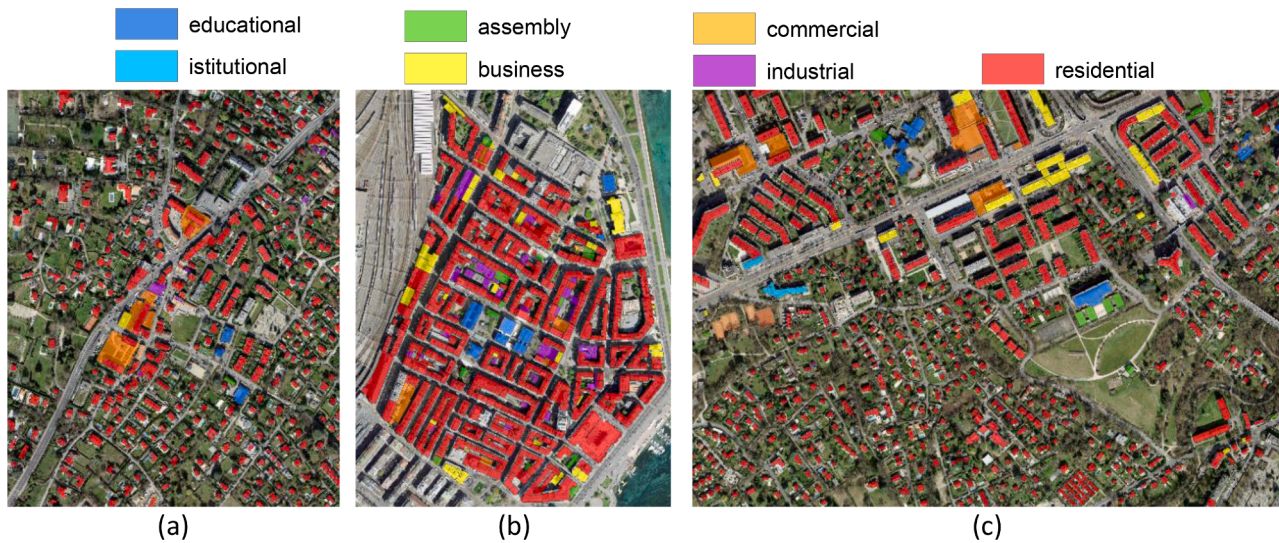 educational
assembly
commercial
istitutional
business
industrial
residential
(a)
(b)
(c)